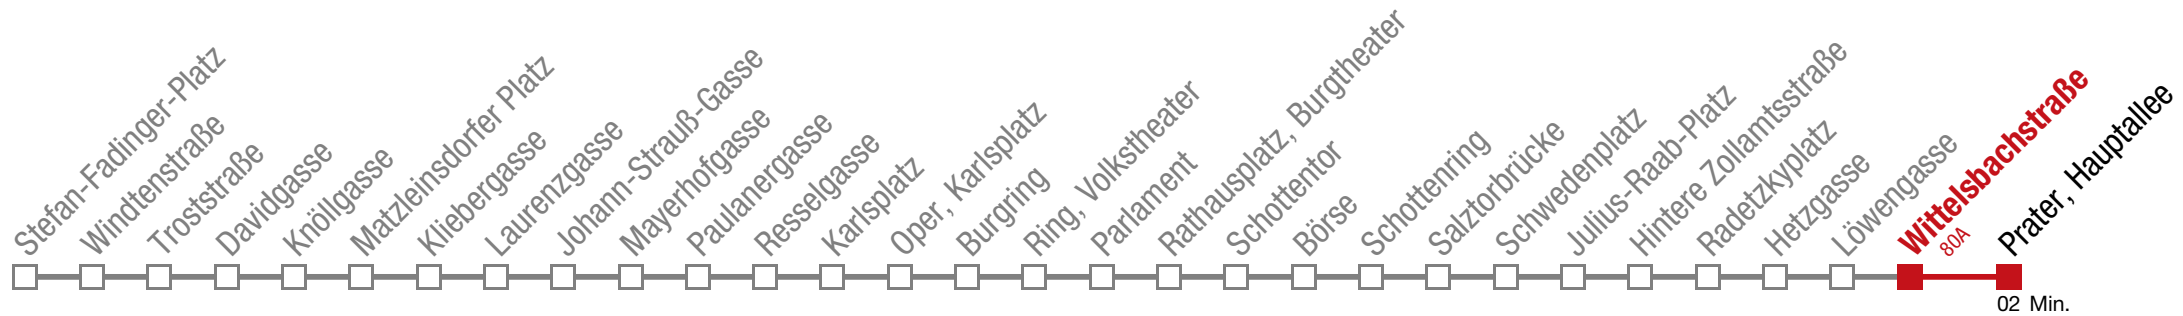 Stefan-Fadinger-Platz
Windtenstraße
Troststraße
Davidgasse
Knöllgasse
Matzleinsdorfer Platz
Kliebergasse
Laurenzgasse
Johann-Strauß-Gasse
Mayerhofgasse
Paulanergasse
Resselgasse
Karlsplatz
Oper, Karlsplatz
Burgring
Ring, Volkstheater
Parlament
Rathausplatz, Burgtheater
Schottentor
Börse
Schottenring
Salztorbrücke
Schwedenplatz
Julius-Raab-Platz
Hintere Zollamtsstraße
Radetzkyplatz
Hetzgasse
Löwengasse
Wittelsbachstraße
80A
Prater, Hauptallee
02 Min.